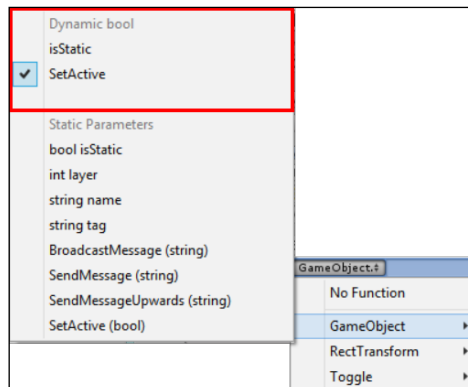 Dynamic bool
isStatic
SetActive
Static Parameters
bool isStatic
int layer
string name
string tag
BroadcastMessage (string)
SendMessage (string)
SendMessageUpwards (string)
SetActive (bool)
GameObject.
No Function
GameObject
RectTransform
Toggle